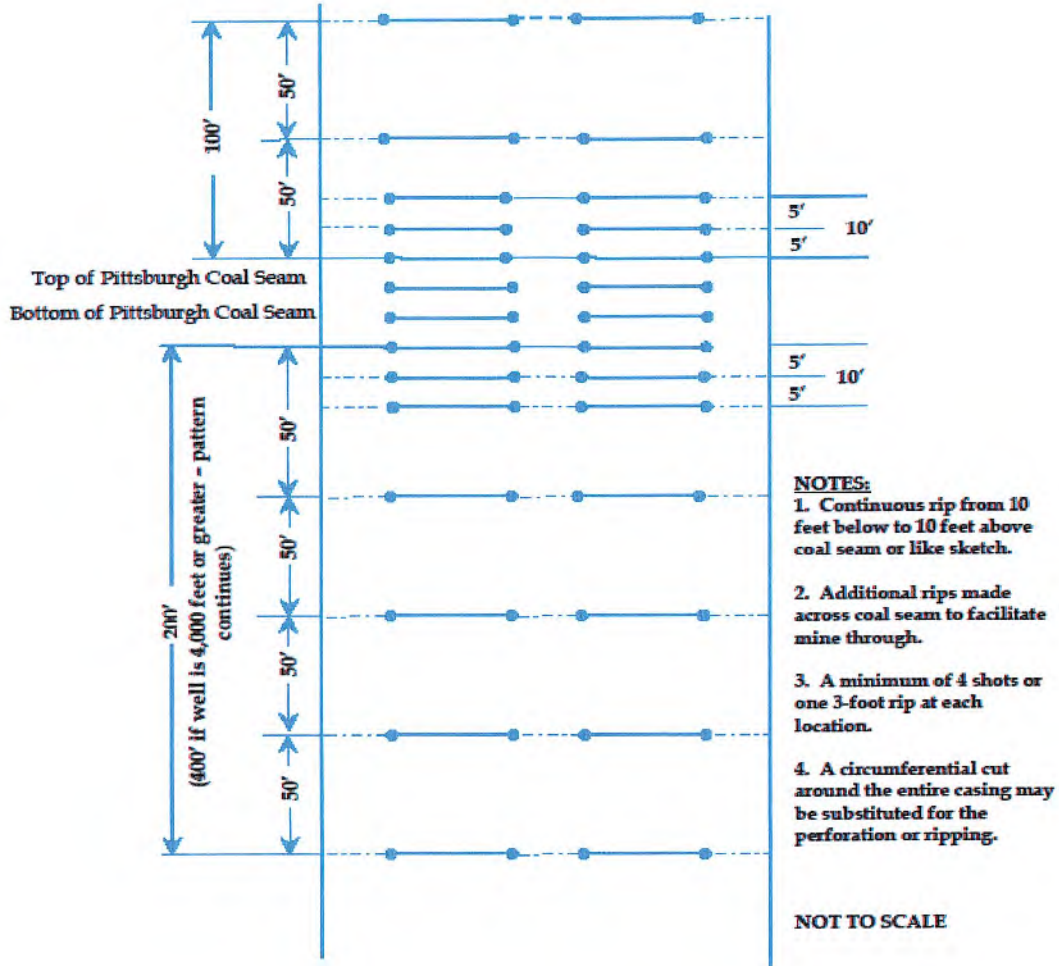 50'
100'
50'
5'
10'
5'
Top of Pittsburgh Coal Seam
Bottom of Pittsburgh Coal Seam
5'
10'
5'
50'
200'
(400' if well is 4,000 feet or greater - pattern
continues)
50'
50'
50'
NOTES:
1. Continuous rip from 10
feet below to 10 feet above
coal seam or like sketch.
2. Additional rips made
across coal seam to facilitate
mine through.
3. A minimum of 4 shots or
one 3-foot rip at each
location.
4. A circumferential cut
around the entire casing may
be substituted for the
perforation or ripping.
NOT TO SCALE